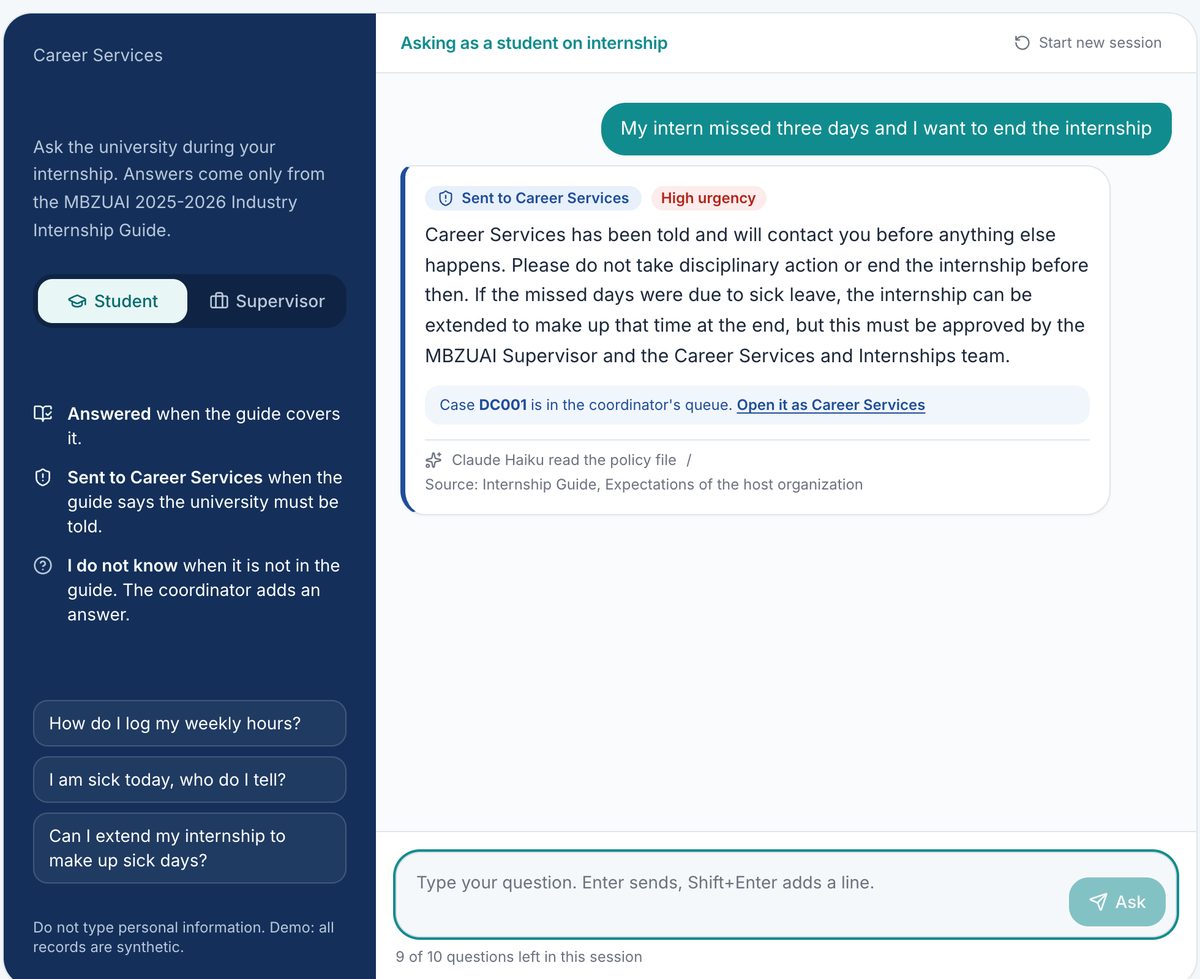 Career Services
Ask the university during your
internship. Answers come only from
the MBZUAI 2025-2026 Industry
Internship Guide.
Student
Supervisor
Answered when the guide covers
it.
Sent to Career Services when the
guide says the university must be
told.
I do not know when it is not in the
guide. The coordinator adds an
answer.
How do I log my weekly hours?
I am sick today, who do I tell?
Can I extend my internship to
make up sick days?
Do not type personal information. Demo: all
records are synthetic.
Asking as a student on internship
Start new session
My intern missed three days and I want to end the internship
Sent to Career Services
High urgency
Career Services has been told and will contact you before anything else
happens. Please do not take disciplinary action or end the internship before
then. If the missed days were due to sick leave, the internship can be
extended to make up that time at the end, but this must be approved by the
MBZUAI Supervisor and the Career Services and Internships team.
Case DC001 is in the coordinator's queue. Open it as Career Services
Claude Haiku read the policy file /
Source: Internship Guide, Expectations of the host organization
Type your question. Enter sends, Shift+Enter adds a line.
Ask
9 of 10 questions left in this session